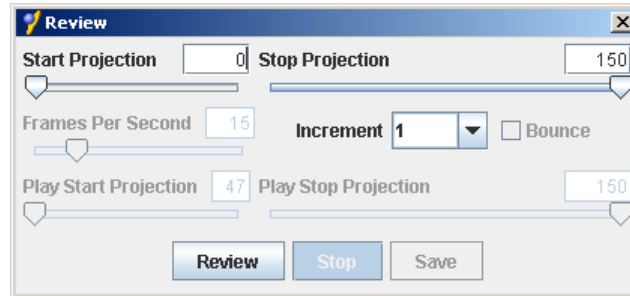 Review
Start Projection 0 Stop Projection 150
Frames Per Second 15 Increment 1 Bounce
Play Start Projection 47 Play Stop Projection 150
Review Stop Save